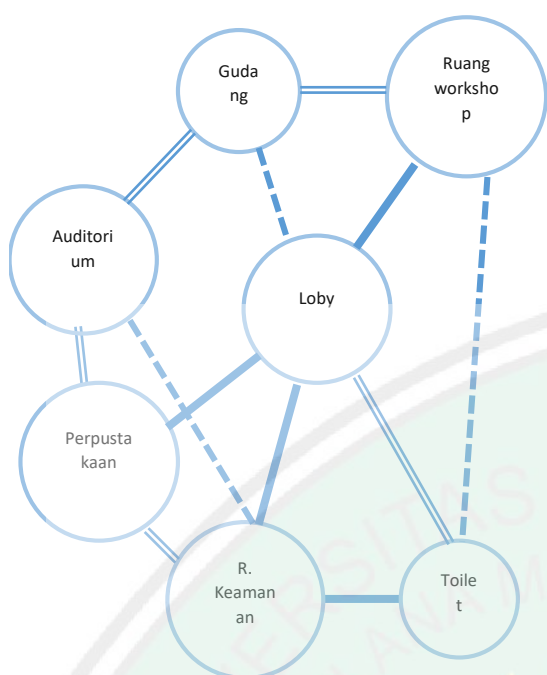 Guda
ng
Ruang
worksho
p
Auditori
um
Loby
Perpusta
kaan
R.
Keaman
an
Toile
t